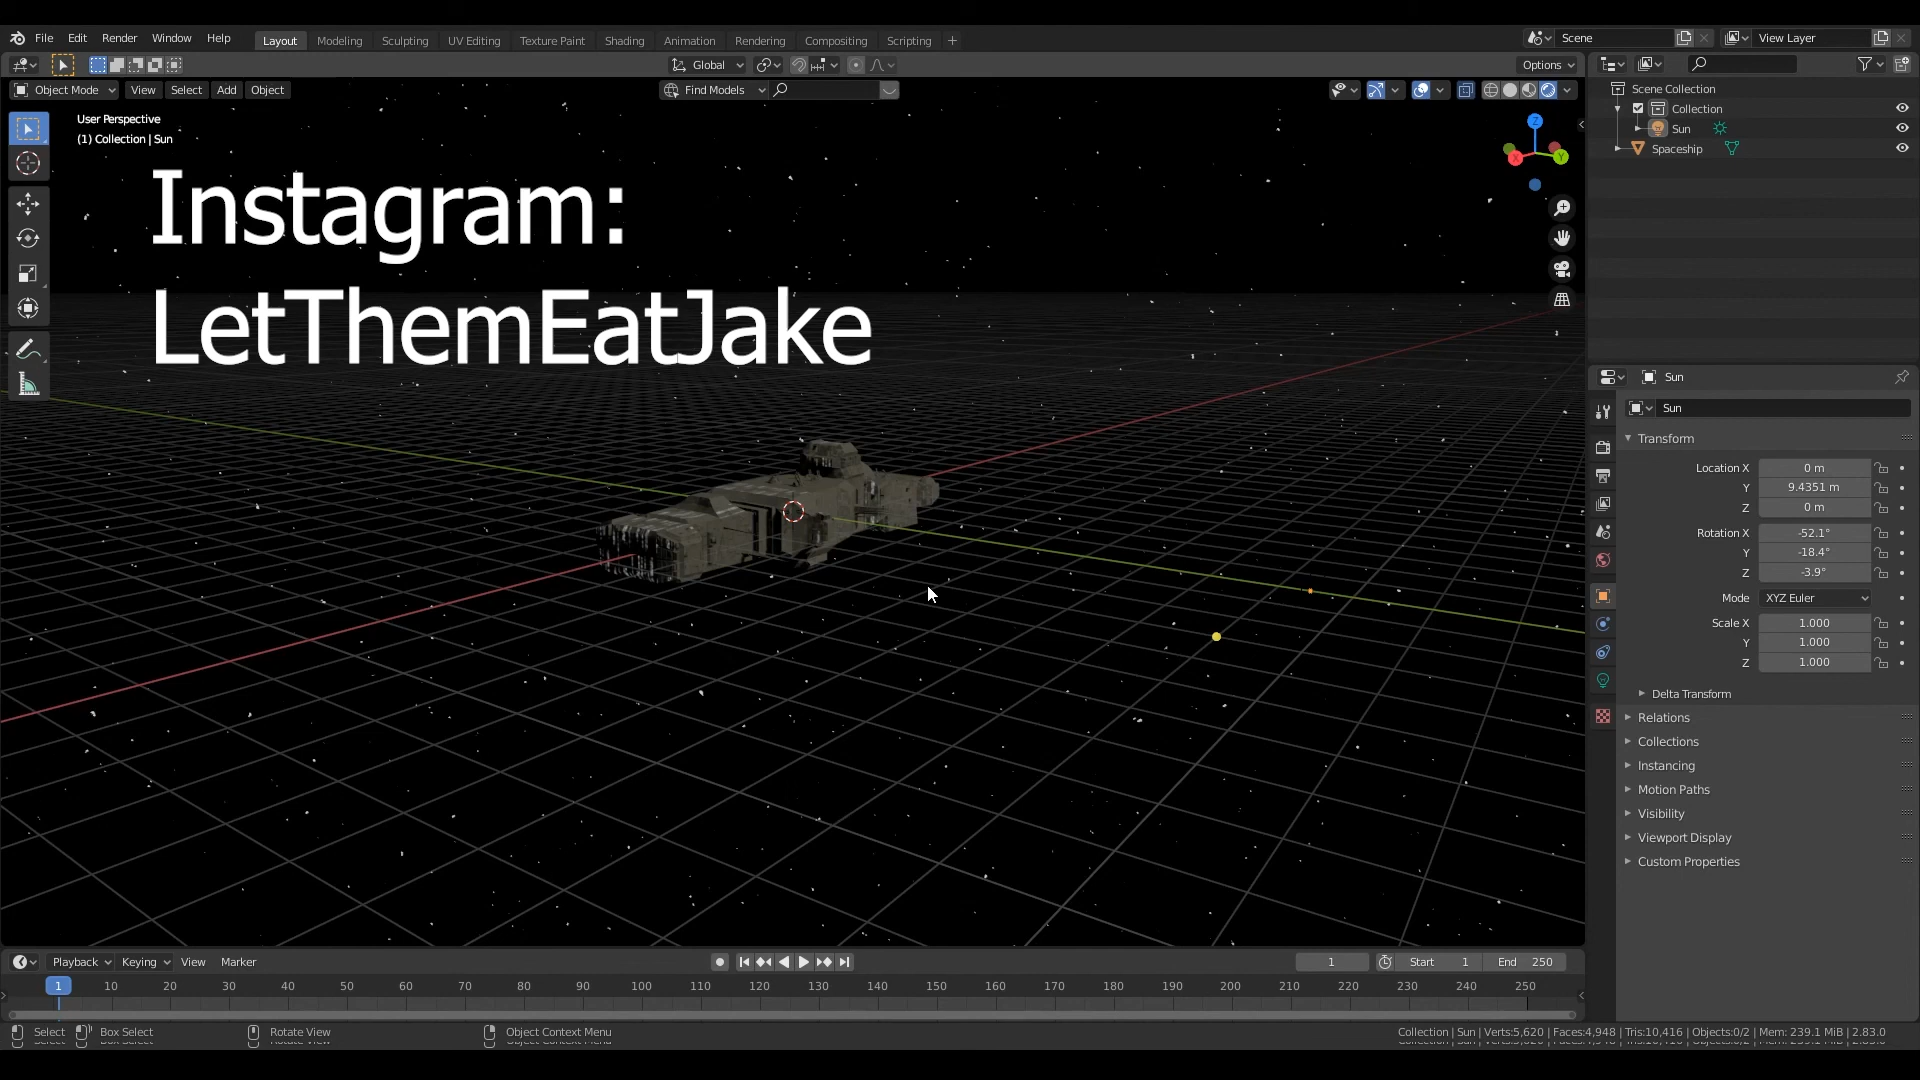 File Edit Render Window Help Layout Modeling Sculpting UV Editing Texture Paint Shading Animation Rendering Compositing Scripting + Scene View Layer
Global Options
Object Mode View Select Add Object Find Models
User Perspective
(1) Collection | Sun
Instagram:
LetThemEatJake
Z
X
Y
Scene Collection
Collection
Sun
Spaceship
Sun
Sun
Transform
Location X 0 m
Y 9.4351 m
Z 0 m
Rotation X -52.1°
Y -18.4°
Z -3.9°
Mode XYZ Euler
Scale X 1.000
Y 1.000
Z 1.000
Delta Transform
Relations
Collections
Instancing
Motion Paths
Visibility
Viewport Display
Custom Properties
Playback Keying View Marker 1 Start 1 End 250
1 10 20 30 40 50 60 70 80 90 100 110 120 130 140 150 160 170 180 190 200 210 220 230 240 250
Select Box Select Rotate View Object Context Menu Collection | Sun | Verts:5,620 | Faces:4,948 | Tris:10,416 | Objects:0/2 | Mem: 239.1 MiB | 2.83.0